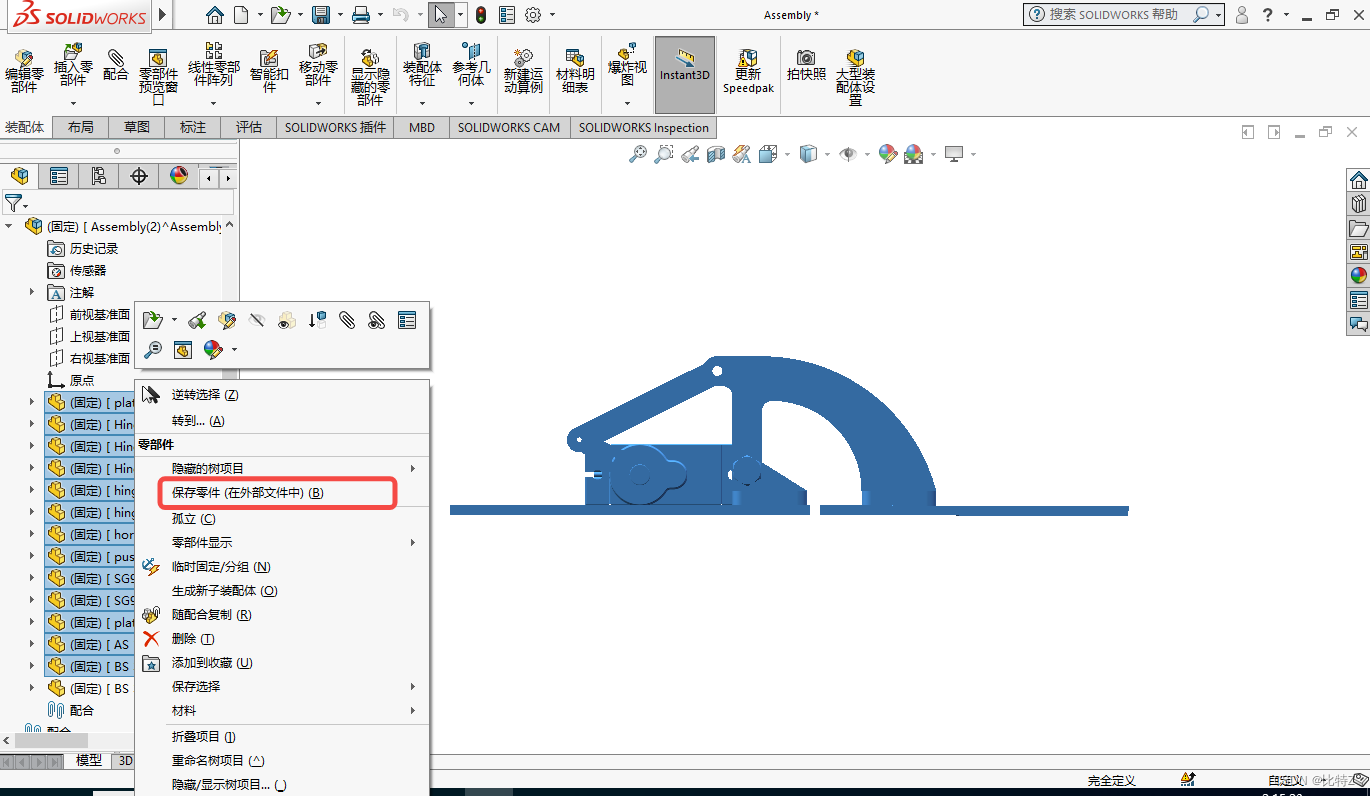 SOLIDWORKS
Assembly *
搜索 SOLIDWORKS 帮助
?
编辑零
部件
插入零
部件
配合
零部件
预览窗
口
线性零部
件阵列
智能扣
件
移动零
部件
显示隐
藏的零
部件
装配体
特征
参考几
何体
新建运
动算例
材料明
细表
爆炸视
图
Instant3D
更新
Speedpak
拍快照
大型装
配体设
置
装配体
布局
草图
标注
评估
SOLIDWORKS 插件
MBD
SOLIDWORKS CAM
SOLIDWORKS Inspection
(固定) [ Assembly(2)^Assembly
历史记录
传感器
注解
前视基准面
上视基准面
右视基准面
原点
(固定) [ plat
(固定) [ Hin
(固定) [ Hin
(固定) [ Hin
(固定) [ hing
(固定) [ hing
(固定) [ hor
(固定) [ pus
(固定) [ SG9
(固定) [ SG9
(固定) [ plat
(固定) [ AS
(固定) [ BS
(固定) [ BS
配合
配合
逆转选择 (Z)
转到... (A)
零部件
隐藏的树项目
保存零件 (在外部文件中) (B)
孤立 (C)
零部件显示
临时固定/分组 (N)
生成新子装配体 (O)
随配合复制 (R)
删除 (T)
添加到收藏 (U)
保存选择
材料
折叠项目 (J)
重命名树项目 (^)
隐藏/显示树项目... (_)
模型
3D
完全定义
自定义